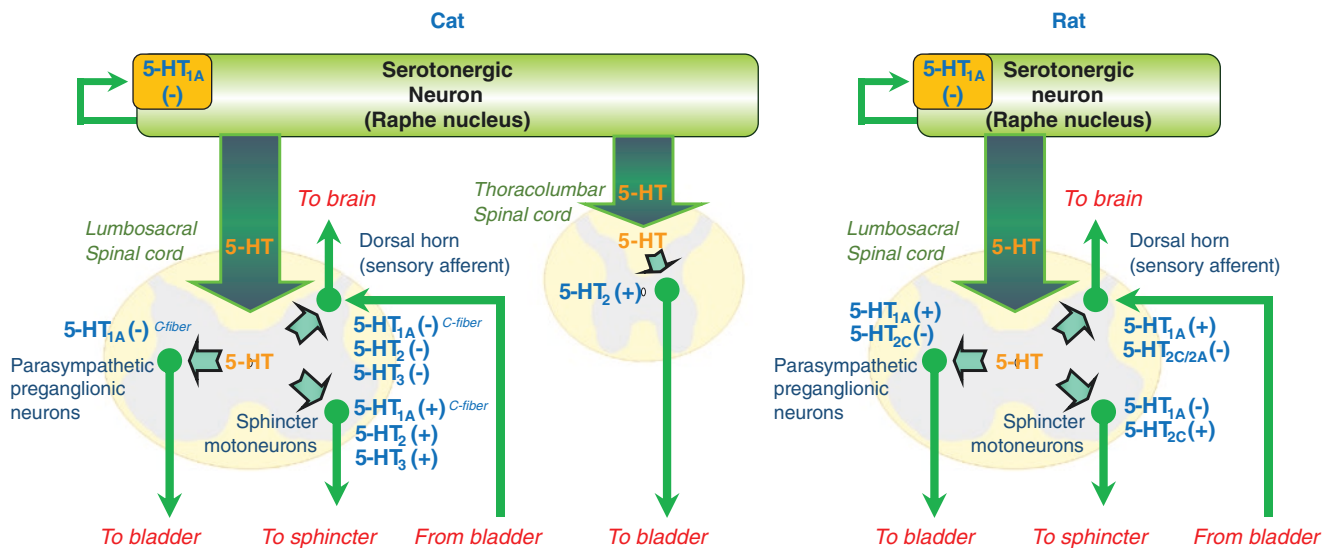 Cat
5-HT1A
(-)
Serotonergic
Neuron
(Raphe nucleus)
To brain
Lumbosacral
Spinal cord
5-HT
Dorsal horn
(sensory afferent)
5-HT1A (-) C-fiber
Parasympathetic
preganglionic
neurons
5-HT
5-HT1A (-) C-fiber
5-HT2 (-)
5-HT3 (-)
Sphincter
motoneurons
5-HT1A (+) C-fiber
5-HT2 (+)
5-HT3 (+)
To bladder
To sphincter
From bladder
Thoracolumbar
Spinal cord
5-HT
5-HT
5-HT2 (+)
To bladder
Rat
5-HT1A
(-)
Serotonergic
neuron
(Raphe nucleus)
To brain
Lumbosacral
Spinal cord
5-HT
Dorsal horn
(sensory afferent)
5-HT1A (+)
5-HT2C (-)
Parasympathetic
preganglionic
neurons
5-HT
5-HT1A (+)
5-HT2C/2A (-)
Sphincter
motoneurons
5-HT1A (-)
5-HT2C (+)
To bladder
To sphincter
From bladder